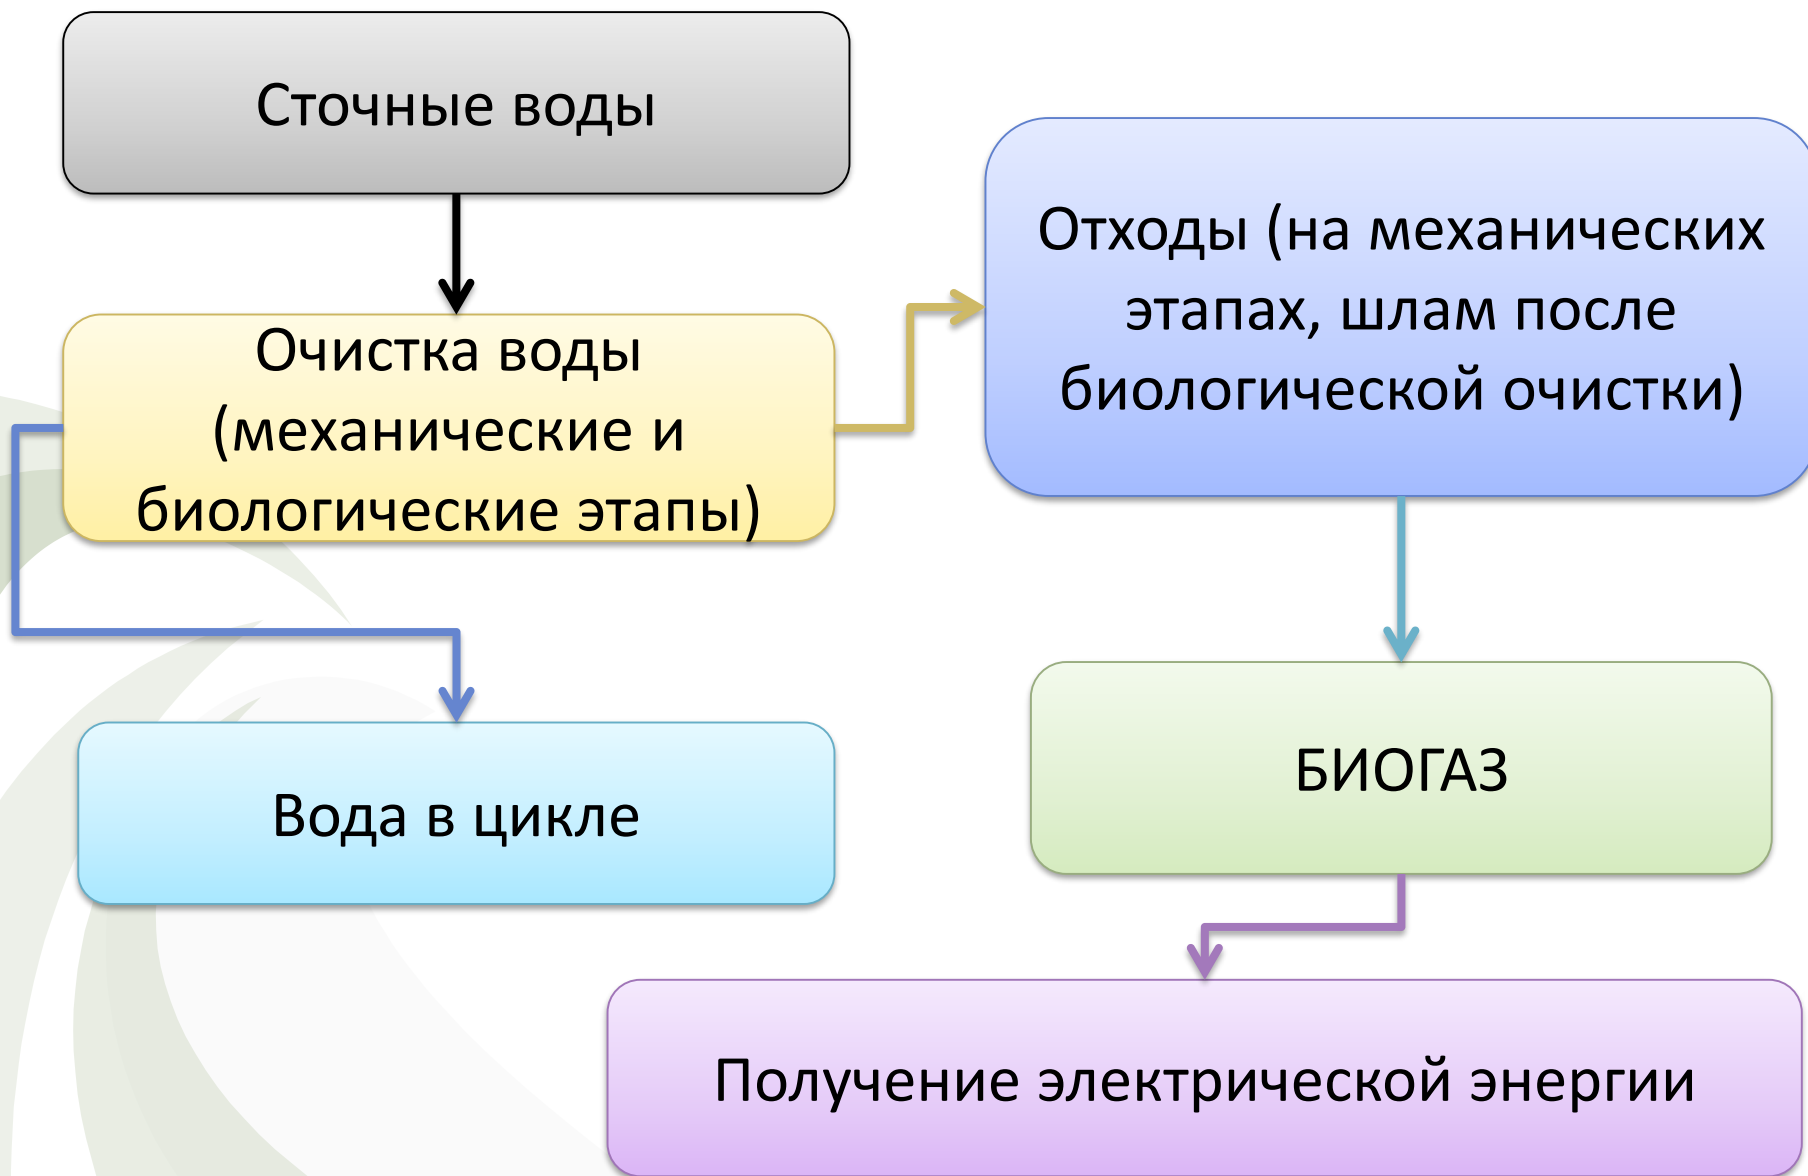 Сточные воды
Очистка воды
(механические и
биологические этапы)
Отходы (на механических
этапах, шлам после
биологической очистки)
Вода в цикле
БИОГАЗ
Получение электрической энергии